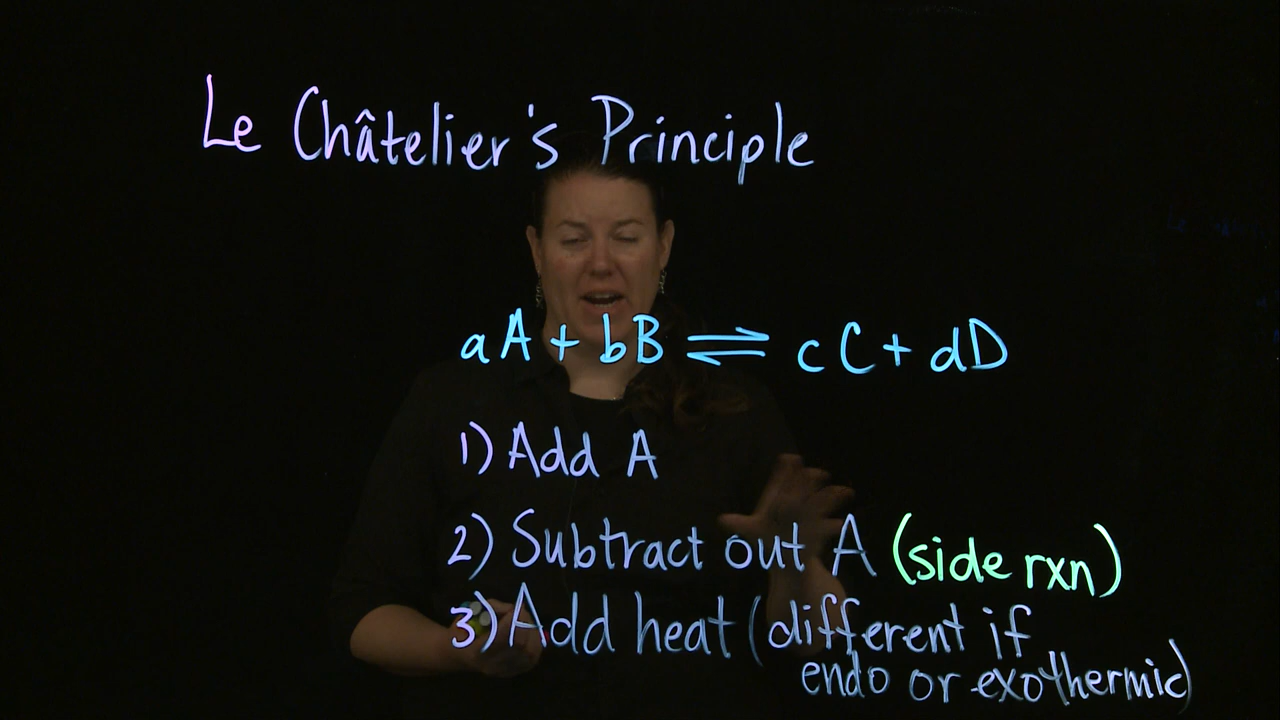 Le Châtelier's Principle
aA + bB ⇌ cC + dD
1) Add A
2) Subtract out A (side rxn)
3) Add heat (different if
endo or exothermic)